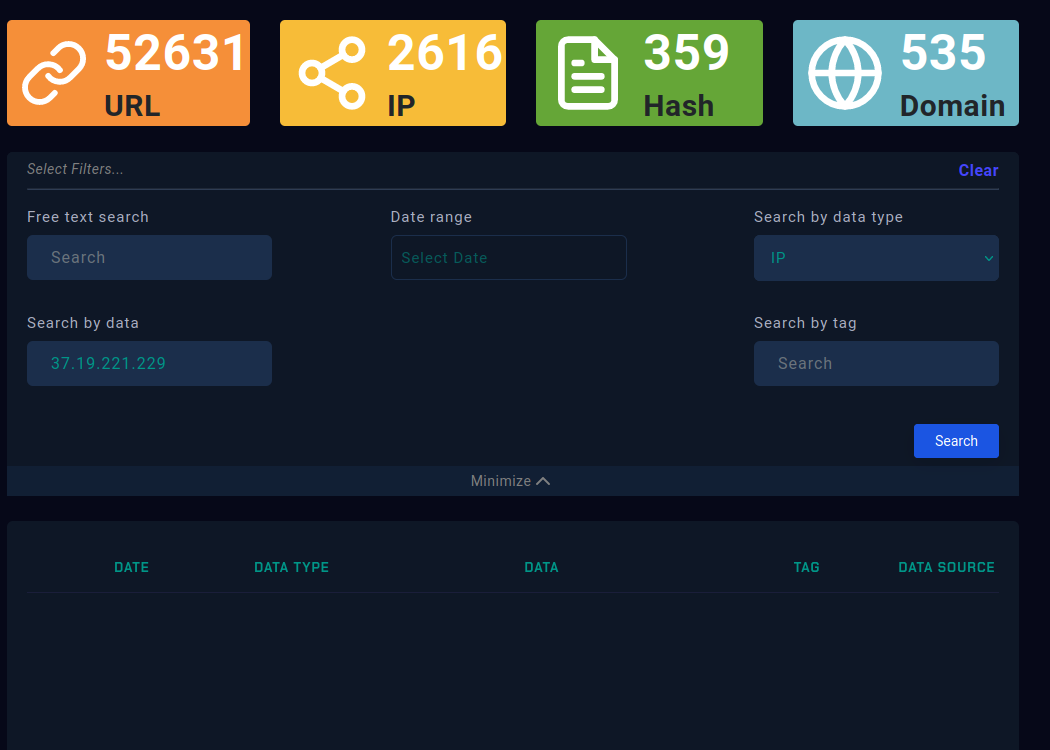 52631
URL
2616
IP
359
Hash
535
Domain
Select Filters...
Clear
Free text search
Date range
Search by data type
Search
Select Date
IP
Search by data
Search by tag
37.19.221.229
Search
Search
Minimize
DATE DATA TYPE DATA TAG DATA SOURCE